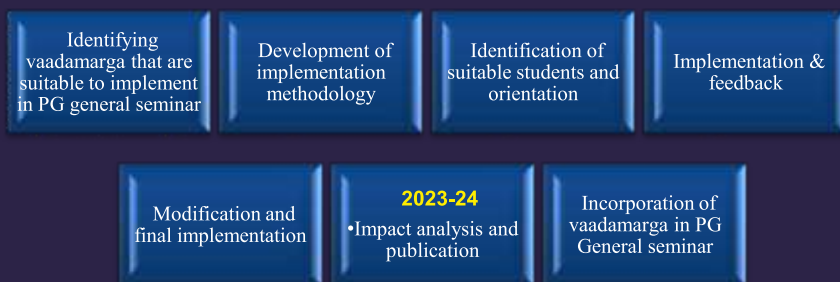 Identifying
vaadamarga that are
suitable to implement
in PG general seminar
Development of
implementation
methodology
Identification of
suitable students and
orientation
Implementation &
feedback
Modification and
final implementation
2023-24
•Impact analysis and
publication
Incorporation of
vaadamarga in PG
General seminar